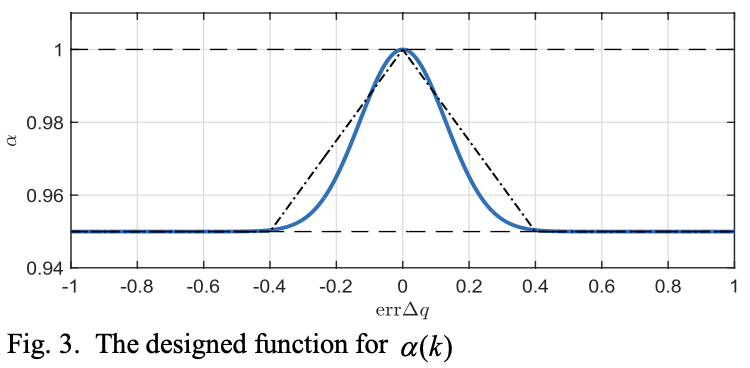 1
0.98
α
0.96
0.94
-1 -0.8 -0.6 -0.4 -0.2 0 0.2 0.4 0.6 0.8 1
errΔq
Fig. 3. The designed function for α(k)